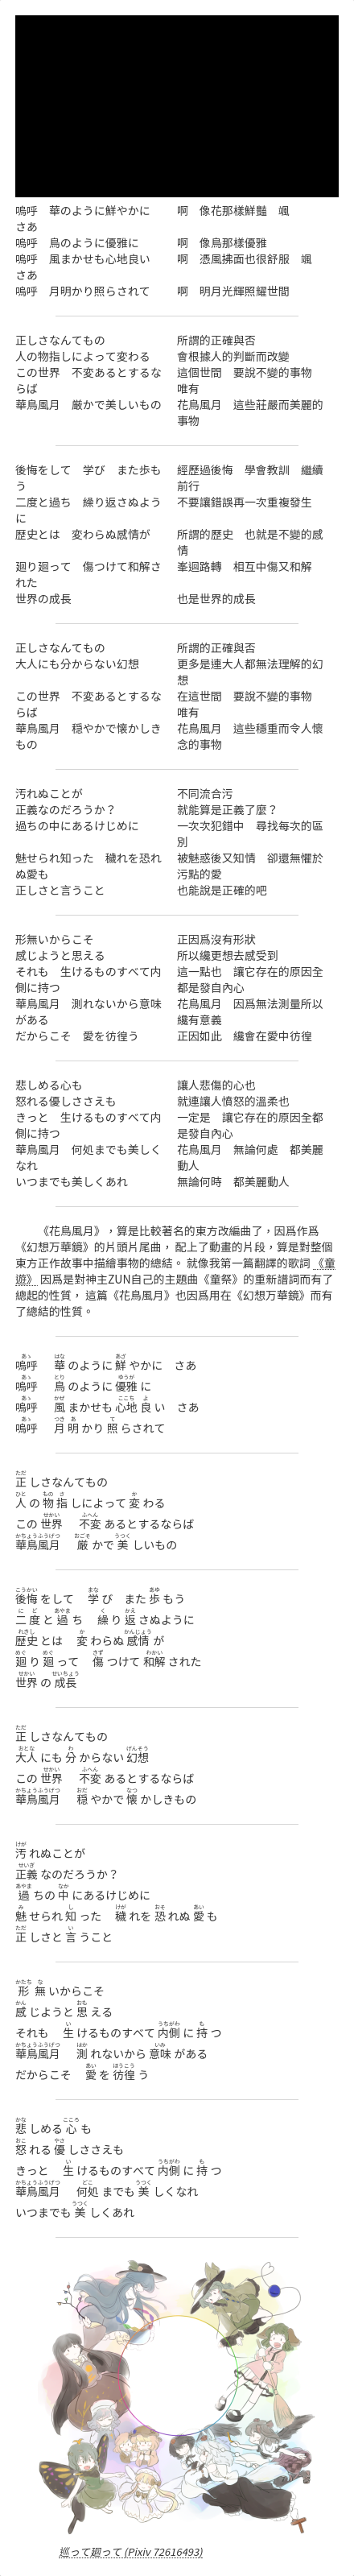 嗚呼　華のように鮮やかに　さあ
嗚呼　鳥のように優雅に
嗚呼　風まかせも心地良い　さあ
嗚呼　月明かり照らされて
啊　像花那樣鮮豔　颯
啊　像鳥那樣優雅
啊　憑風拂面也很舒服　颯
啊　明月光輝照耀世間
正しさなんてもの
人の物指しによって変わる
この世界　不変あるとするならば
華鳥風月　厳かで美しいもの
所謂的正確與否
會根據人的判斷而改變
這個世間　要說不變的事物　唯有
花鳥風月　這些莊嚴而美麗的事物
後悔をして　学び　また歩もう
二度と過ち　繰り返さぬように
歴史とは　変わらぬ感情が
廻り廻って　傷つけて和解された
世界の成長
經歷過後悔　學會教訓　繼續前行
不要讓錯誤再一次重複發生
所謂的歷史　也就是不變的感情
峯迴路轉　相互中傷又和解
也是世界的成長
正しさなんてもの
大人にも分からない幻想
この世界　不変あるとするならば
華鳥風月　穏やかで懐かしきもの
所謂的正確與否
更多是連大人都無法理解的幻想
在這世間　要說不變的事物　唯有
花鳥風月　這些穩重而令人懷念的事物
汚れぬことが
正義なのだろうか？
過ちの中にあるけじめに
魅せられ知った　穢れを恐れぬ愛も
正しさと言うこと
不同流合污
就能算是正義了麼？
一次次犯錯中　尋找每次的區別
被魅惑後又知情　卻還無懼於污點的愛
也能說是正確的吧
形無いからこそ
感じようと思える
それも　生けるものすべて内側に持つ
華鳥風月　測れないから意味がある
だからこそ　愛を彷徨う
正因爲沒有形狀
所以纔更想去感受到
這一點也　讓它存在的原因全都是發自內心
花鳥風月　因爲無法測量所以纔有意義
正因如此　纔會在愛中彷徨
悲しめる心も
怒れる優しささえも
きっと　生けるものすべて内側に持つ
華鳥風月　何処までも美しくなれ
いつまでも美しくあれ
讓人悲傷的心也
就連讓人憤怒的溫柔也
一定是　讓它存在的原因全都是發自內心
花鳥風月　無論何處　都美麗動人
無論何時　都美麗動人
《花鳥風月》，算是比較著名的東方改編曲了，因爲作爲
《幻想万華鏡》的片頭片尾曲， 配上了動畫的片段，算是對整個
東方正作故事中描繪事物的總結。 就像我第一篇翻譯的歌詞 《童
遊》 因爲是對神主ZUN自己的主題曲《童祭》的重新譜詞而有了
總起的性質， 這篇《花鳥風月》也因爲用在《幻想万華鏡》而有
了總結的性質。
嗚呼　華のように鮮やかに　さあ
嗚呼　鳥のように優雅に
嗚呼　風まかせも心地良い　さあ
嗚呼　月明かり照らされて
正しさなんてもの
人の物指しによって変わる
この世界　不変あるとするならば
華鳥風月　厳かで美しいもの
後悔をして　学び　また歩もう
二度と過ち　繰り返さぬように
歴史とは　変わらぬ感情が
廻り廻って　傷つけて和解された
世界の成長
正しさなんてもの
大人にも分からない幻想
この世界　不変あるとするならば
華鳥風月　穏やかで懐かしきもの
汚れぬことが
正義なのだろうか？
過ちの中にあるけじめに
魅せられ知った　穢れを恐れぬ愛も
正しさと言うこと
形無いからこそ
感じようと思える
それも　生けるものすべて内側に持つ
華鳥風月　測れないから意味がある
だからこそ　愛を彷徨う
悲しめる心も
怒れる優しささえも
きっと　生けるものすべて内側に持つ
華鳥風月　何処までも美しくなれ
いつまでも美しくあれ
巡って廻って (Pixiv 72616493)